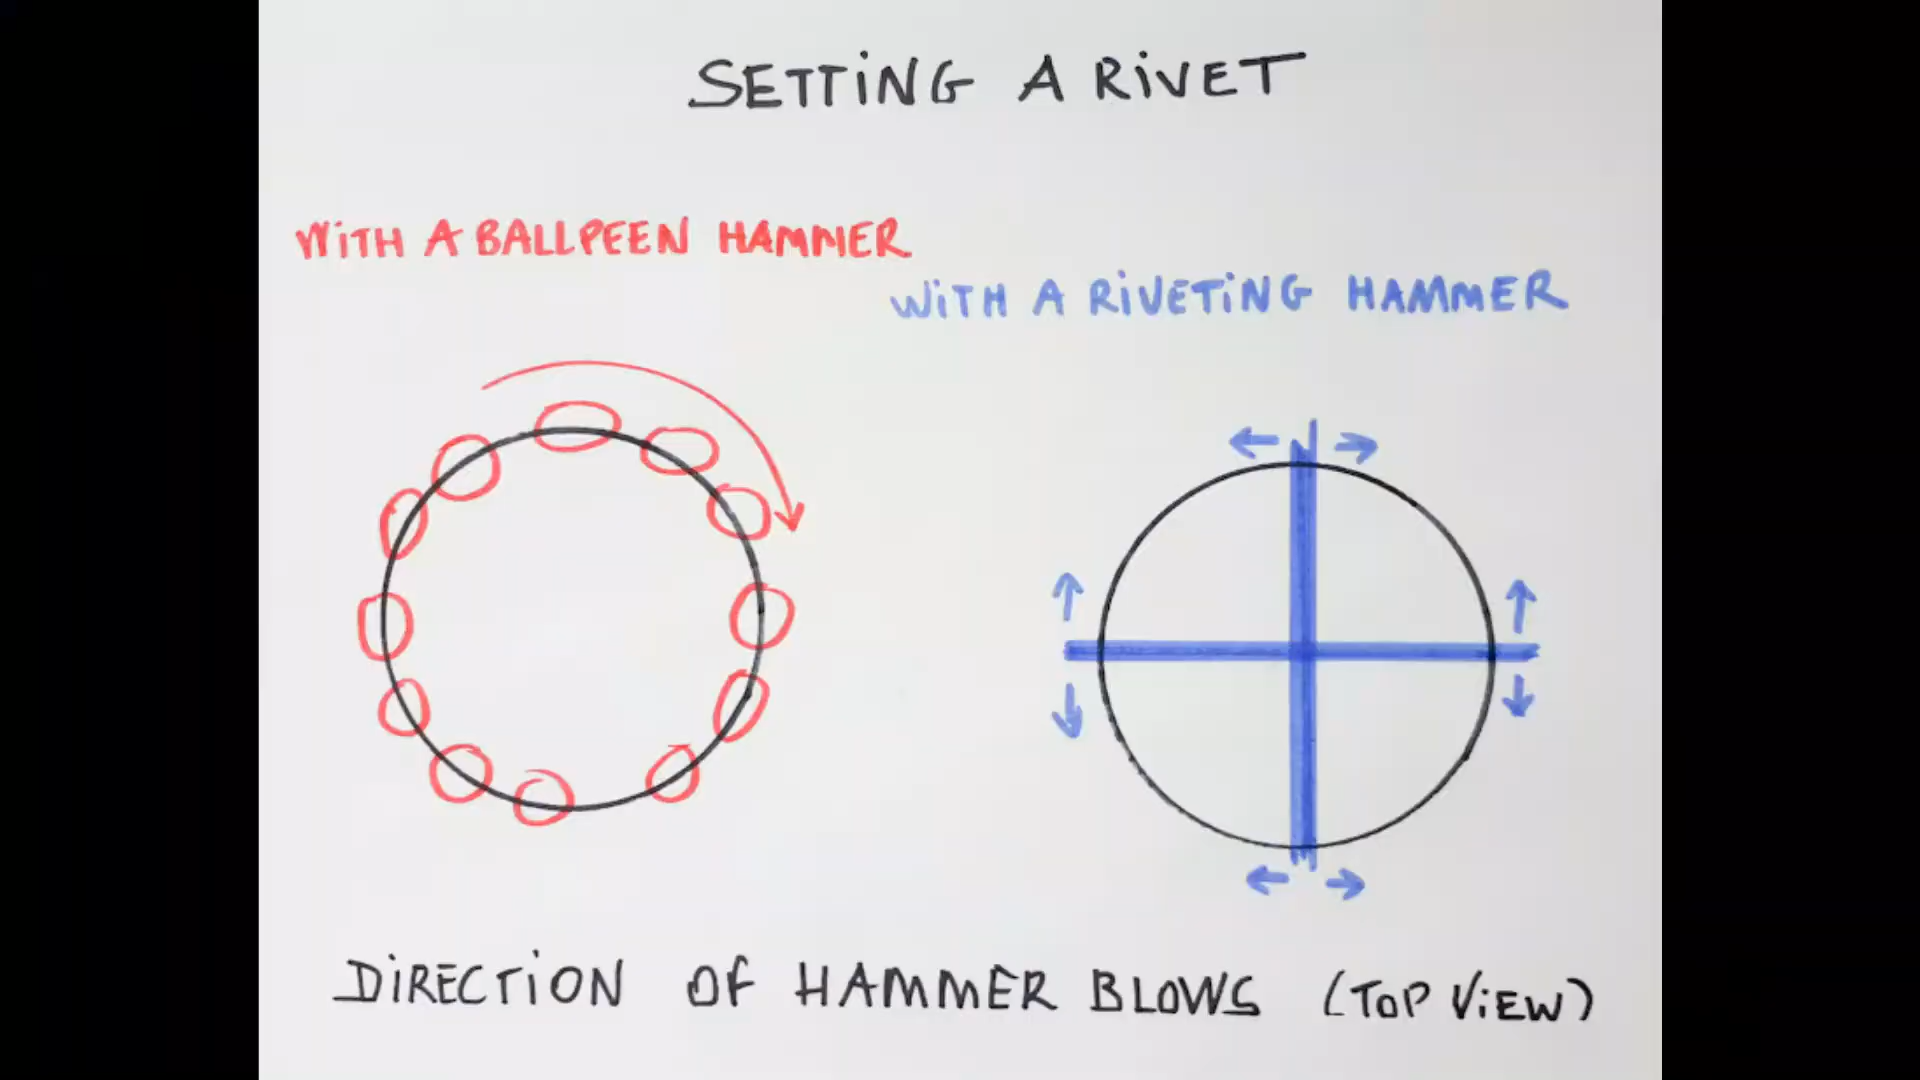 SETTiNG A RiVET
WiTH A BALLPEEN HAMMER
WiTH A RiVETiNG HAMMER
DiRECTiON OF HAMMER BLOWS (TOP ViEW)